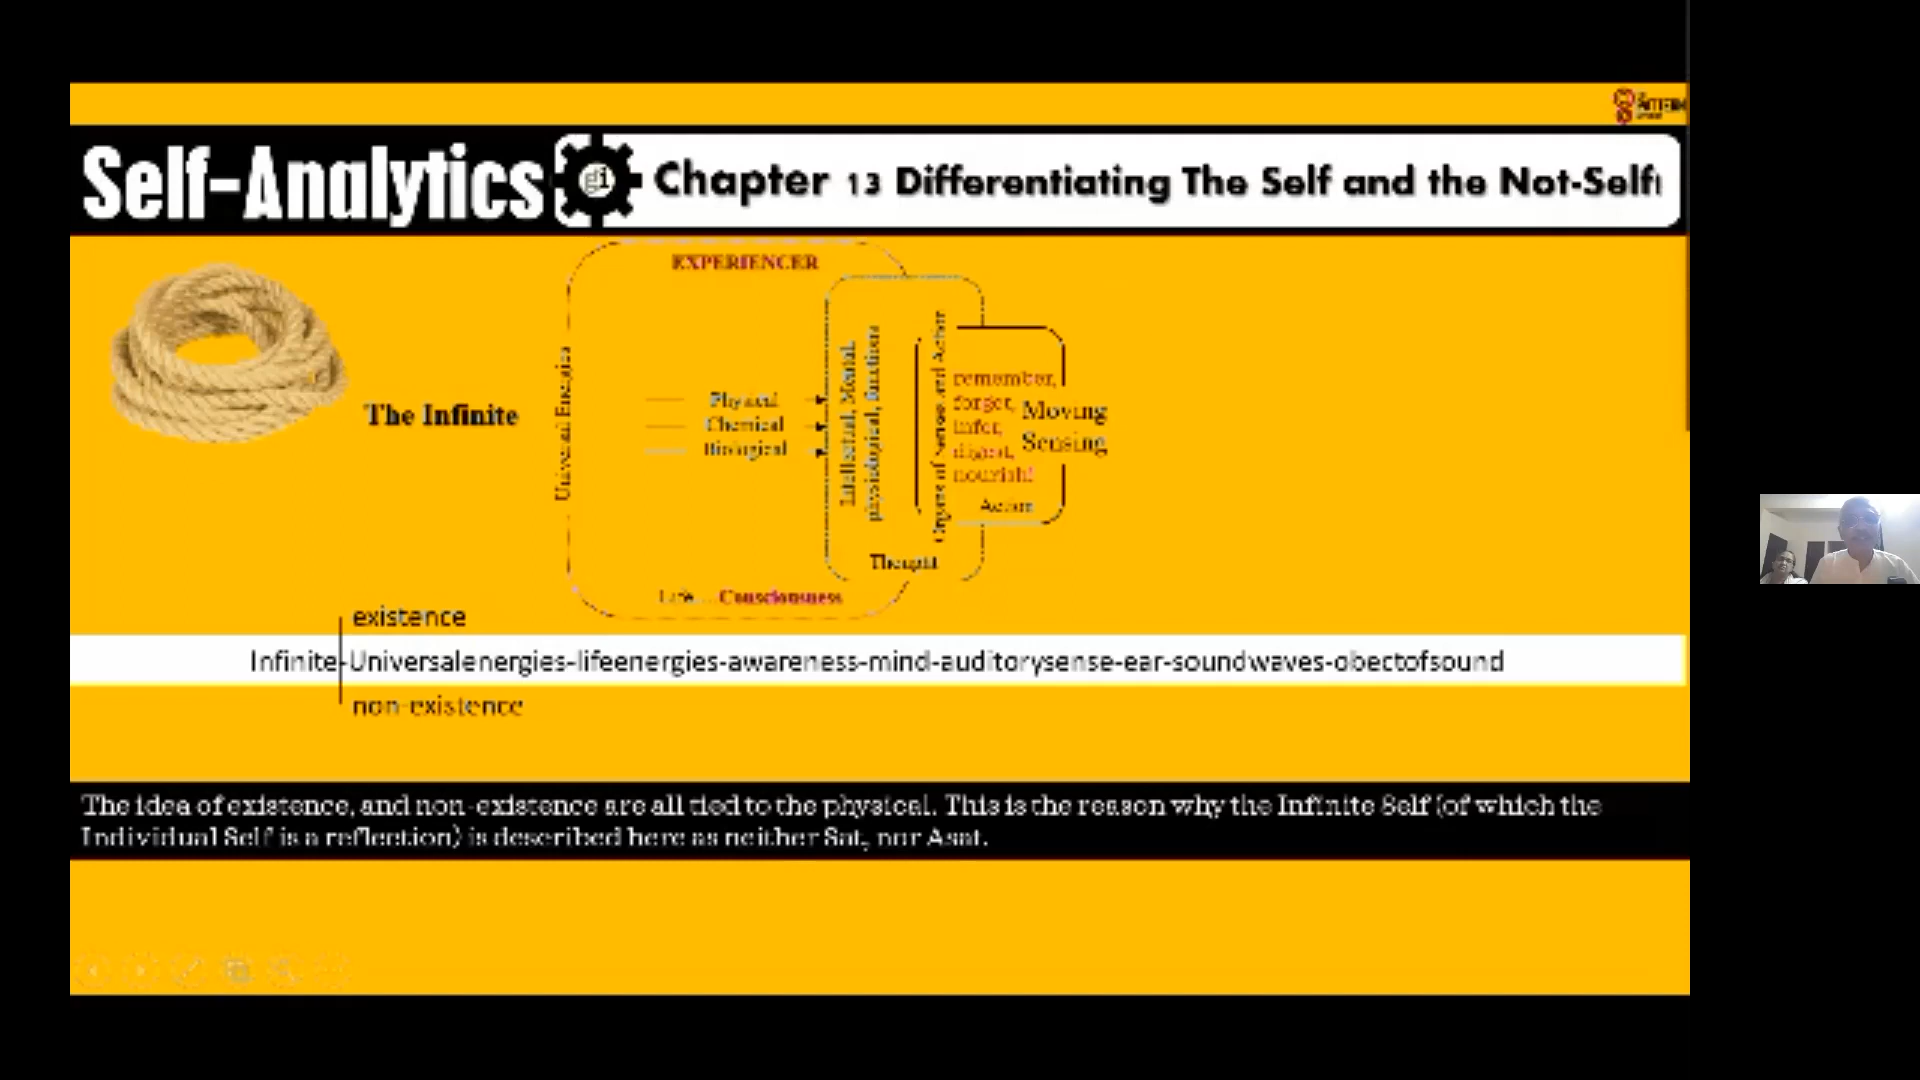 Self-Analytics
gi
Chapter 13 Differentiating The Self and the Not-Self
EXPERIENCER
The Infinite
Universal Energies
Physical
Chemical
Biological
Intellectual, Mental,
physiological, functions
Organs of Sense and Action
remember,
forget,
infer,
digest,
nourish!
Moving
Sensing
Action
Thought
Life... Consciousness
existence
Infinite-Universalenergies-lifeenergies-awareness-mind-auditorysense-ear-soundwaves-obectofsound
non-existence
The idea of existence, and non-existence are all tied to the physical. This is the reason why the Infinite Self (of which the
Individual Self is a reflection) is described here as neither Sat, nor Asat.